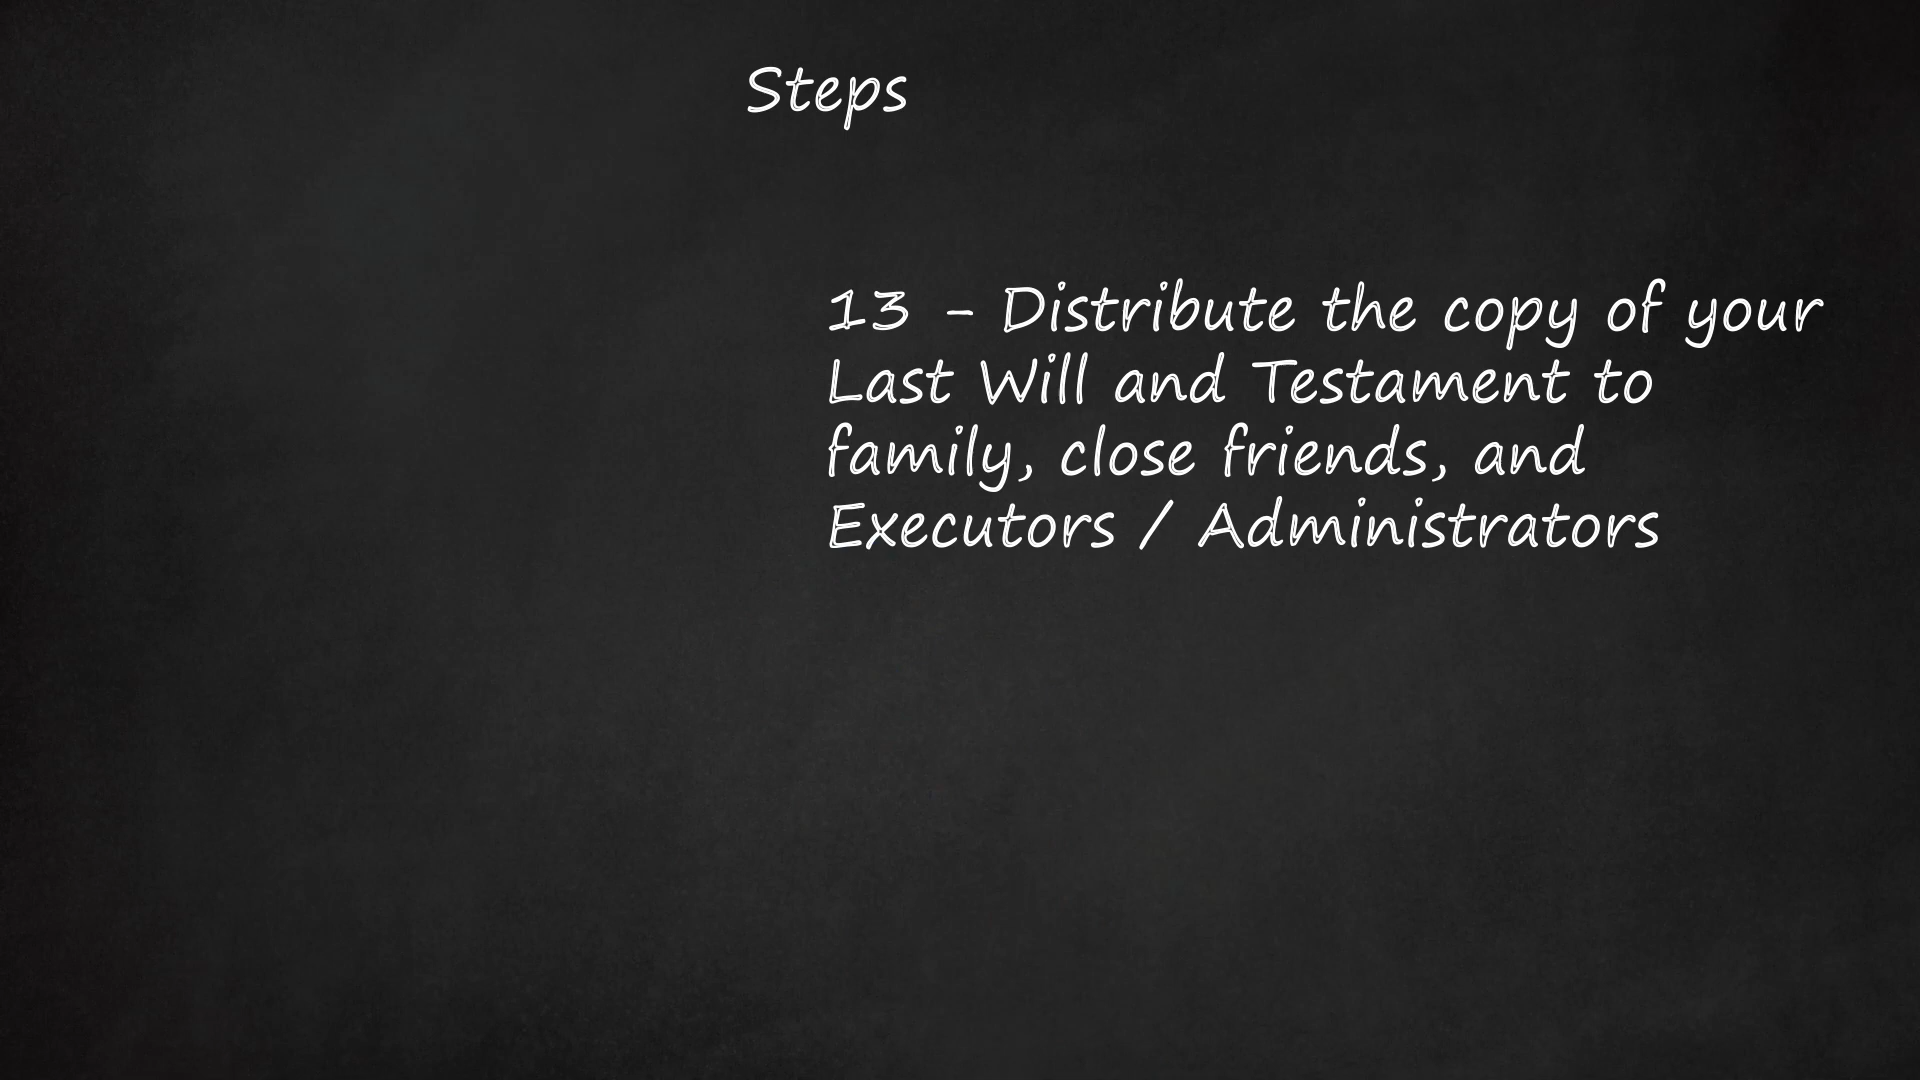 Steps
13 - Distribute the copy of your
Last Will and Testament to
family, close friends, and
Executors / Administrators